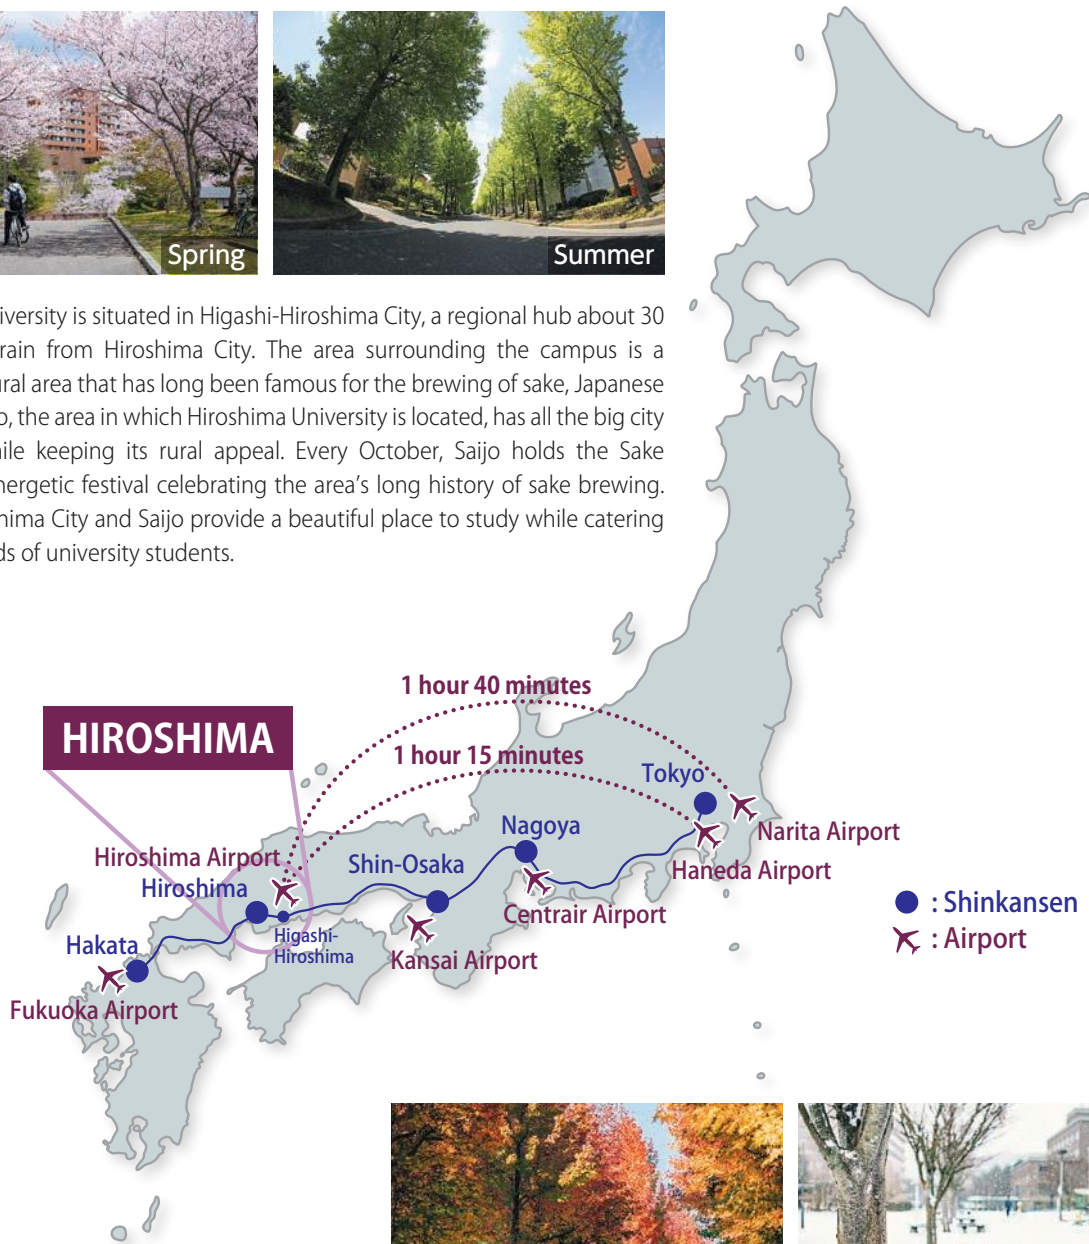 Spring
Summer
iversity is situated in Higashi-Hiroshima City, a regional hub about 30
rain from Hiroshima City. The area surrounding the campus is a
ural area that has long been famous for the brewing of sake, Japanese
o, the area in which Hiroshima University is located, has all the big city
ile keeping its rural appeal. Every October, Saijo holds the Sake
nergetic festival celebrating the area's long history of sake brewing.
hima City and Saijo provide a beautiful place to study while catering
ds of university students.
1 hour 40 minutes
HIROSHIMA
1 hour 15 minutes
Tokyo
Narita Airport
Nagoya
Haneda Airport
Hiroshima Airport
Shin-Osaka
Hiroshima
Centrair Airport
: Shinkansen
Higashi-
Hiroshima
: Airport
Hakata
Kansai Airport
Fukuoka Airport